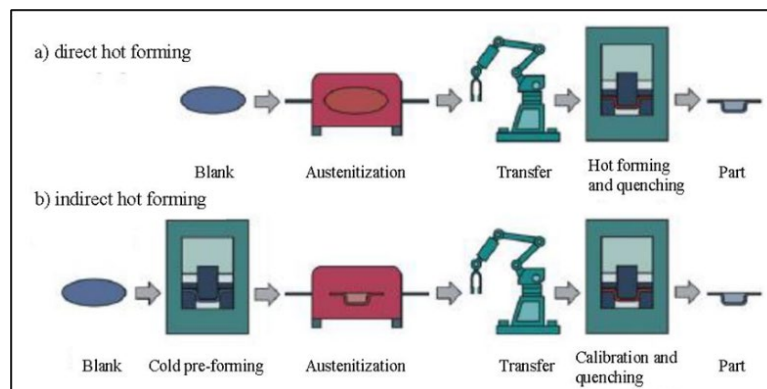 a) direct hot forming
Blank
Austenitization
Transfer
Hot forming
and quenching
Part
b) indirect hot forming
Blank
Cold pre-forming
Austenitization
Transfer
Calibration and
quenching
Part